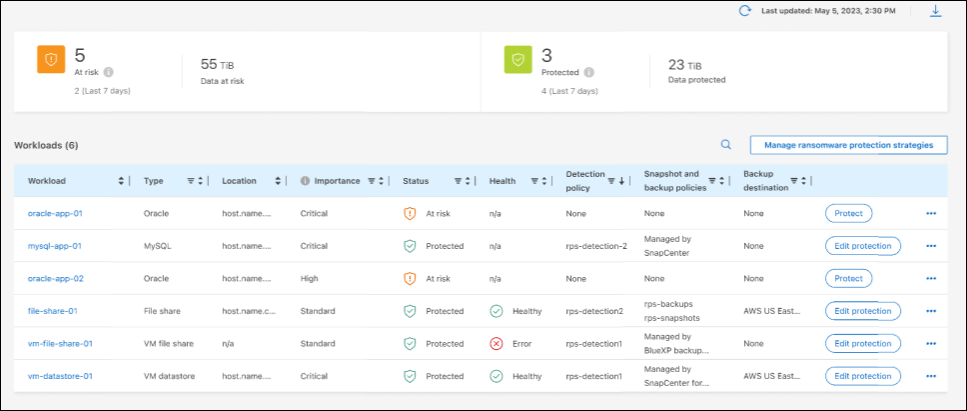 Last updated: May 5, 2023, 2:30 PM
5
At risk
2 (Last 7 days)
55 TiB
Data at risk
3
Protected
4 (Last 7 days)
23 TiB
Data protected
Workloads (6)
Manage ransomware protection strategies
Workload Type Location Importance Status Health Detection policy Snapshot and backup policies Backup destination
oracle-app-01 Oracle host.name.... Critical At risk n/a None None None Protect
mysql-app-01 MySQL host.name.... Critical Protected n/a rps-detection-2 Managed by SnapCenter None Edit protection
oracle-app-02 Oracle host.name.... High At risk n/a None None None Protect
file-share-01 File share host.name.c... Standard Protected Healthy rps-detection2 rps-backups rps-snapshots AWS US East... Edit protection
vm-file-share-01 VM file share n/a Standard Protected Error rps-detection1 Managed by BlueXP backup... None Edit protection
vm-datastore-01 VM datastore host.name.... Critical Protected Healthy rps-detection1 Managed by SnapCenter for... AWS US East... Edit protection